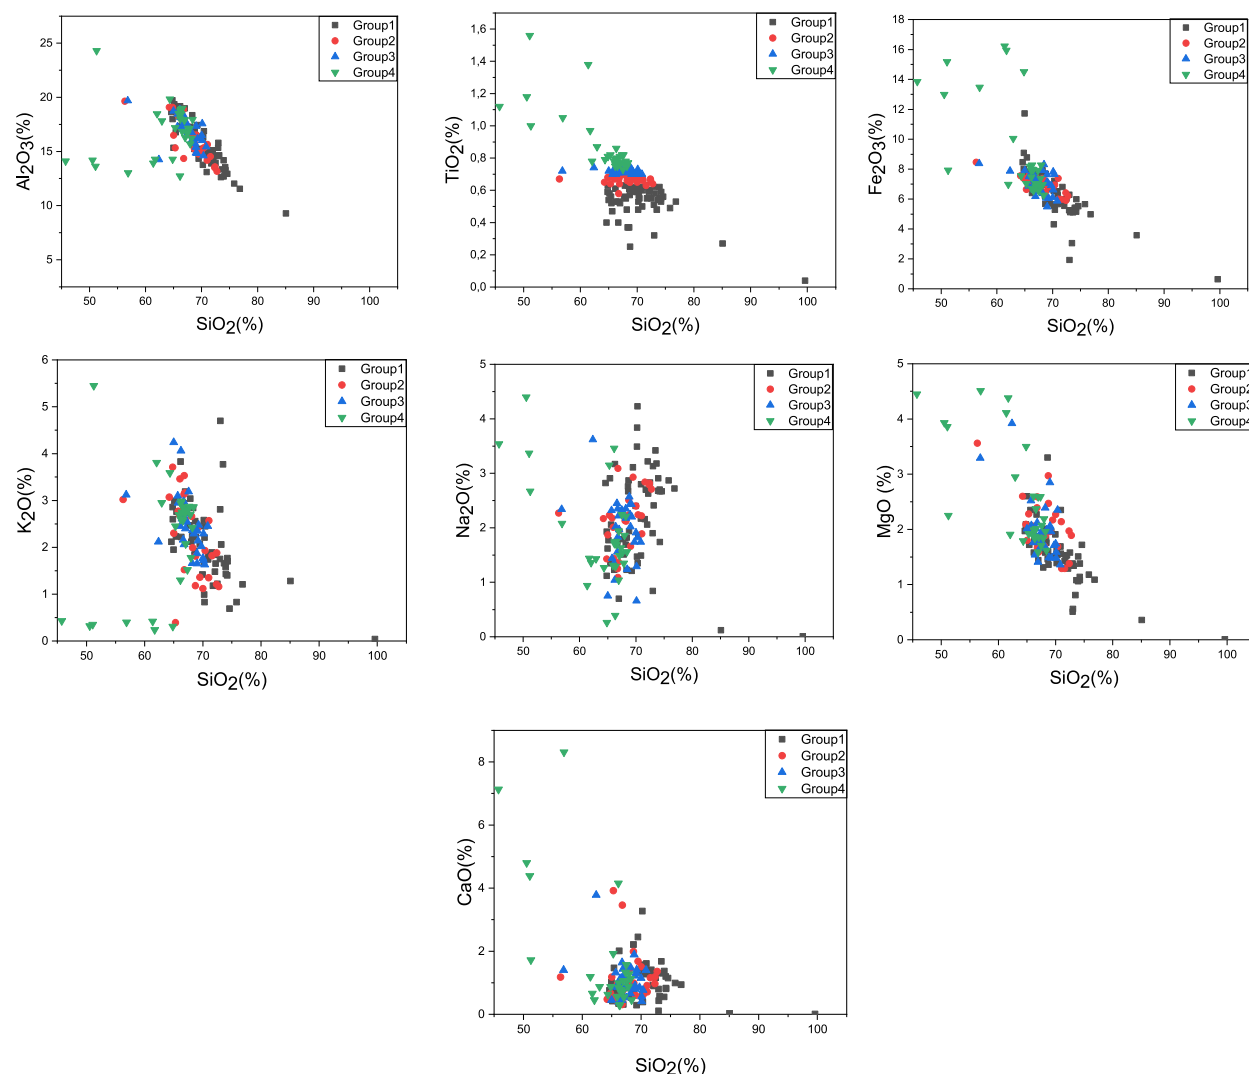 Al2O3(%)
25
20
15
10
5
50 60 70 80 90 100
SiO2(%)
Group1
Group2
Group3
Group4
TiO2(%)
1,6
1,4
1,2
1,0
0,8
0,6
0,4
0,2
0,0
50 60 70 80 90 100
SiO2(%)
Group1
Group2
Group3
Group4
Fe2O3(%)
18
16
14
12
10
8
6
4
2
0
50 60 70 80 90 100
SiO2(%)
Group1
Group2
Group3
Group4
K2O(%)
6
5
4
3
2
1
0
50 60 70 80 90 100
SiO2(%)
Group1
Group2
Group3
Group4
Na2O(%)
5
4
3
2
1
0
50 60 70 80 90 100
SiO2(%)
Group1
Group2
Group3
Group4
MgO (%)
5
4
3
2
1
0
50 60 70 80 90 100
SiO2(%)
Group1
Group2
Group3
Group4
CaO(%)
8
6
4
2
0
50 60 70 80 90 100
SiO2(%)
Group1
Group2
Group3
Group4